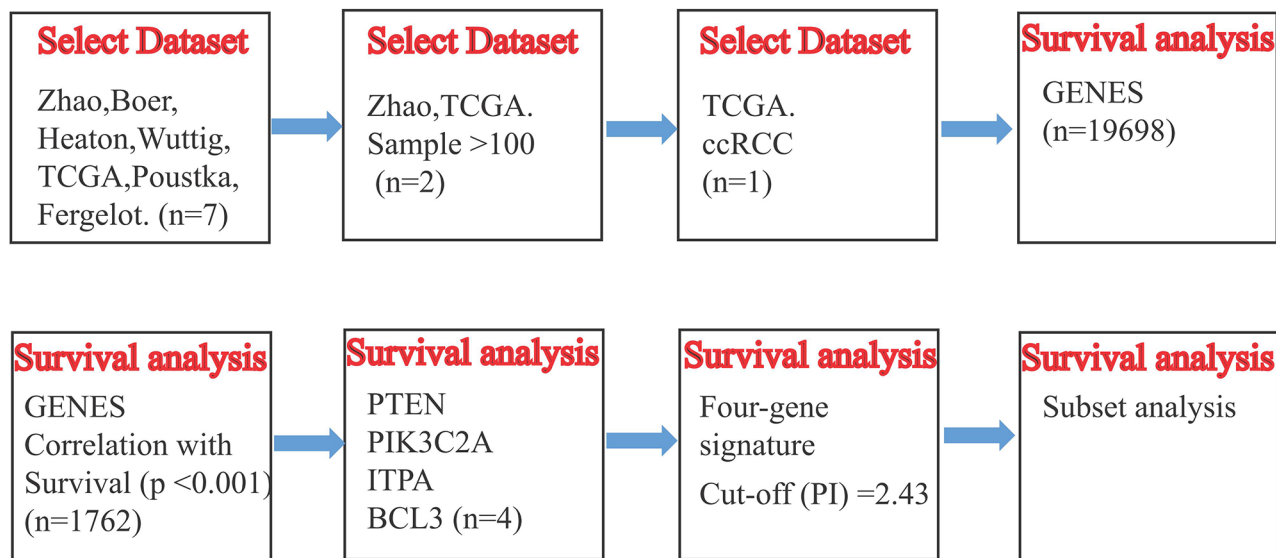 Select Dataset
Zhao,Boer,
Heaton,Wuttig,
TCGA,Poustka,
Fergelot. (n=7)
Select Dataset
Zhao,TCGA.
Sample >100
(n=2)
Select Dataset
TCGA.
ccRCC
(n=1)
Survival analysis
GENES
(n=19698)
Survival analysis
GENES
Correlation with
Survival (p <0.001)
(n=1762)
Survival analysis
PTEN
PIK3C2A
ITPA
BCL3 (n=4)
Survival analysis
Four-gene
signature
Cut-off (PI) =2.43
Survival analysis
Subset analysis